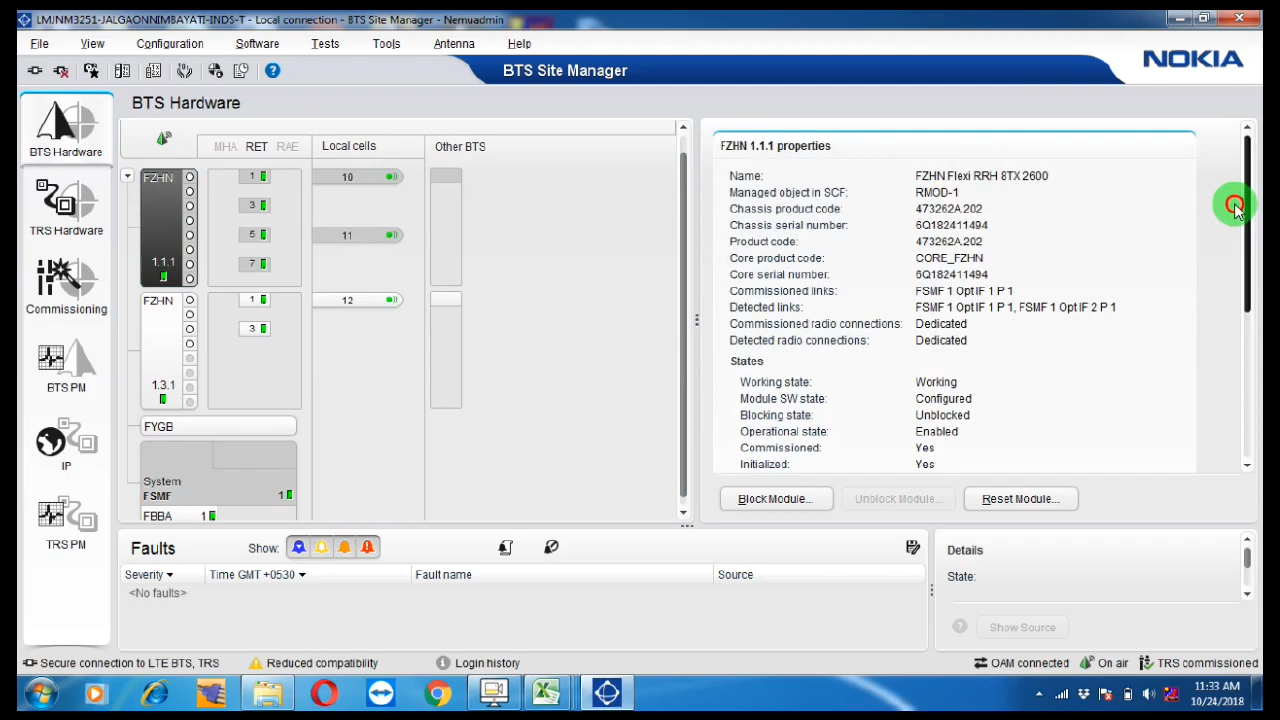 LMJNM3251-JALGAONNIMBAYATI-INDS-T - Local connection - BTS Site Manager - Nemuadmin
File View Configuration Software Tests Tools Antenna Help
NOKIA
BTS Site Manager
BTS Hardware
TRS Hardware
Commissioning
BTS PM
IP
TRS PM
BTS Hardware
MHA RET RAE Local cells Other BTS
FZHN 1 10
3
5 11
7
1.1.1
FZHN 1 12
3
1.3.1
FYGB
System
FSMF 1
FBBA 1
FZHN 1.1.1 properties
Name: FZHN Flexi RRH 8TX 2600
Managed object in SCF: RMOD-1
Chassis product code: 473262A.202
Chassis serial number: 6Q182411494
Product code: 473262A.202
Core product code: CORE_FZHN
Core serial number: 6Q182411494
Commissioned links: FSMF 1 Opt IF 1 P 1
Detected links: FSMF 1 Opt IF 1 P 1, FSMF 1 Opt IF 2 P 1
Commissioned radio connections: Dedicated
Detected radio connections: Dedicated
States
Working state: Working
Module SW state: Configured
Blocking state: Unblocked
Operational state: Enabled
Commissioned: Yes
Initialized: Yes
Block Module... Unblock Module... Reset Module...
Faults Show:
Severity Time GMT +0530 Fault name Source
<No faults>
Details
State:
Show Source
Secure connection to LTE BTS, TRS Reduced compatibility Login history OAM connected On air TRS commissioned
11:33 AM
10/24/2018